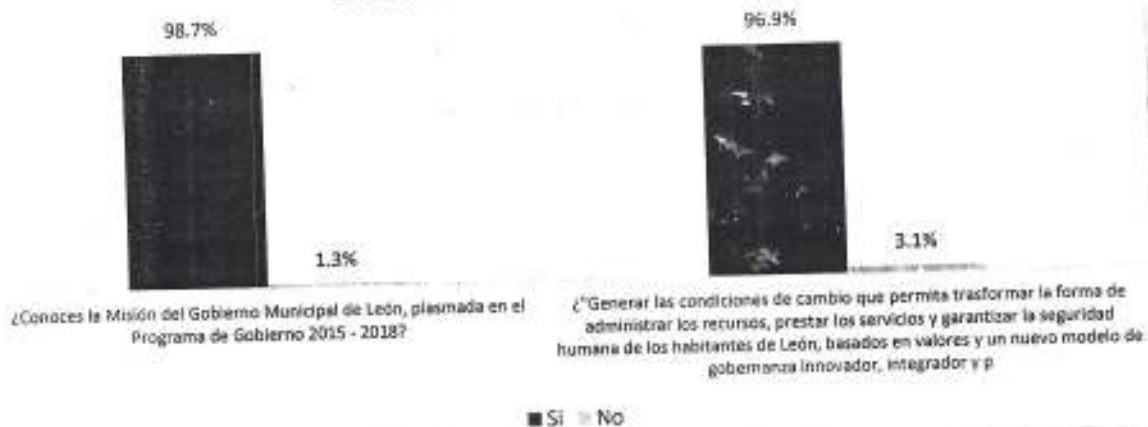 98.7%
1.3%
¿Conoces la Misión del Gobierno Municipal de León, plasmada en el
Programa de Gobierno 2015 - 2018?
96.9%
3.1%
¿"Generar las condiciones de cambio que permita trasformar la forma de
administrar los recursos, prestar los servicios y garantizar la seguridad
humana de los habitantes de León, basados en valores y un nuevo modelo de
gobernanza innovador, integrador y p
Si No